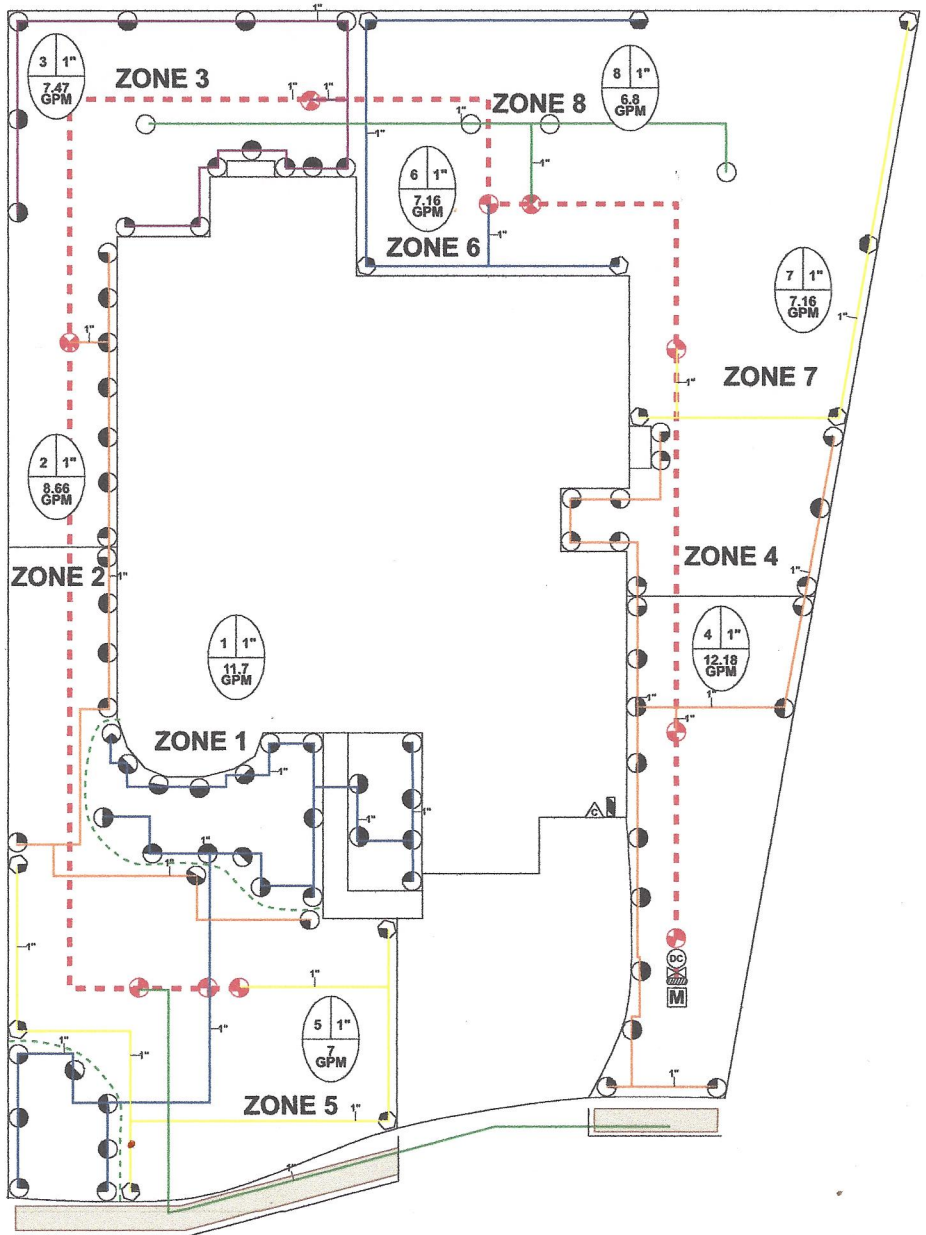 1"
3 1"
7.47
GPM
ZONE 3
1"
1"
8 1"
6.8
GPM
ZONE 8
1"
1"
1"
6 1"
7.16
GPM
1"
ZONE 6
7 1"
7.16
GPM
1"
1"
1"
ZONE 7
2 1"
8.66
GPM
ZONE 4
ZONE 2
1"
1"
1 1"
11.7
GPM
4 1"
12.18
GPM
1"
1"
1"
ZONE 1
1"
1"
1"
C
1"
1"
1"
DC
M
1"
1"
5 1"
7
GPM
1"
1"
1"
ZONE 5
1"
1"